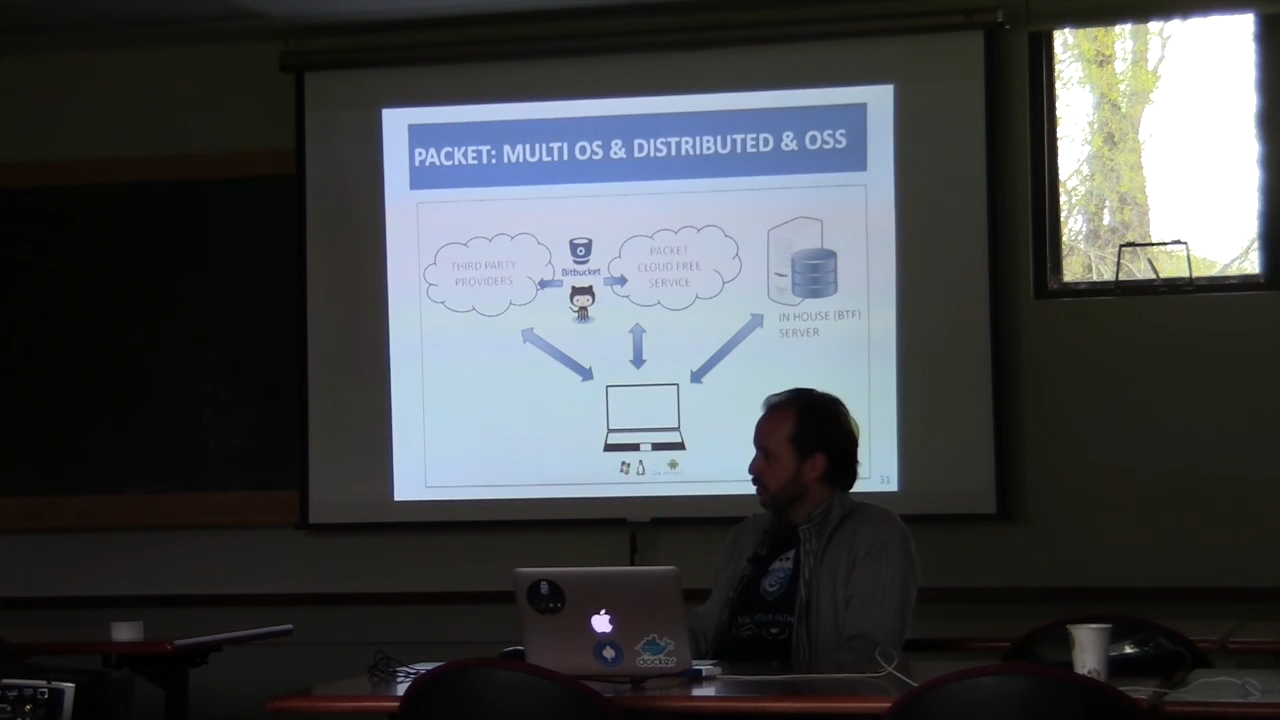 PACKET: MULTI OS & DISTRIBUTED & OSS
THIRD PARTY
PROVIDERS
Bitbucket
PACKET
CLOUD FREE
SERVICE
IN HOUSE (BTF)
SERVER
31
docker